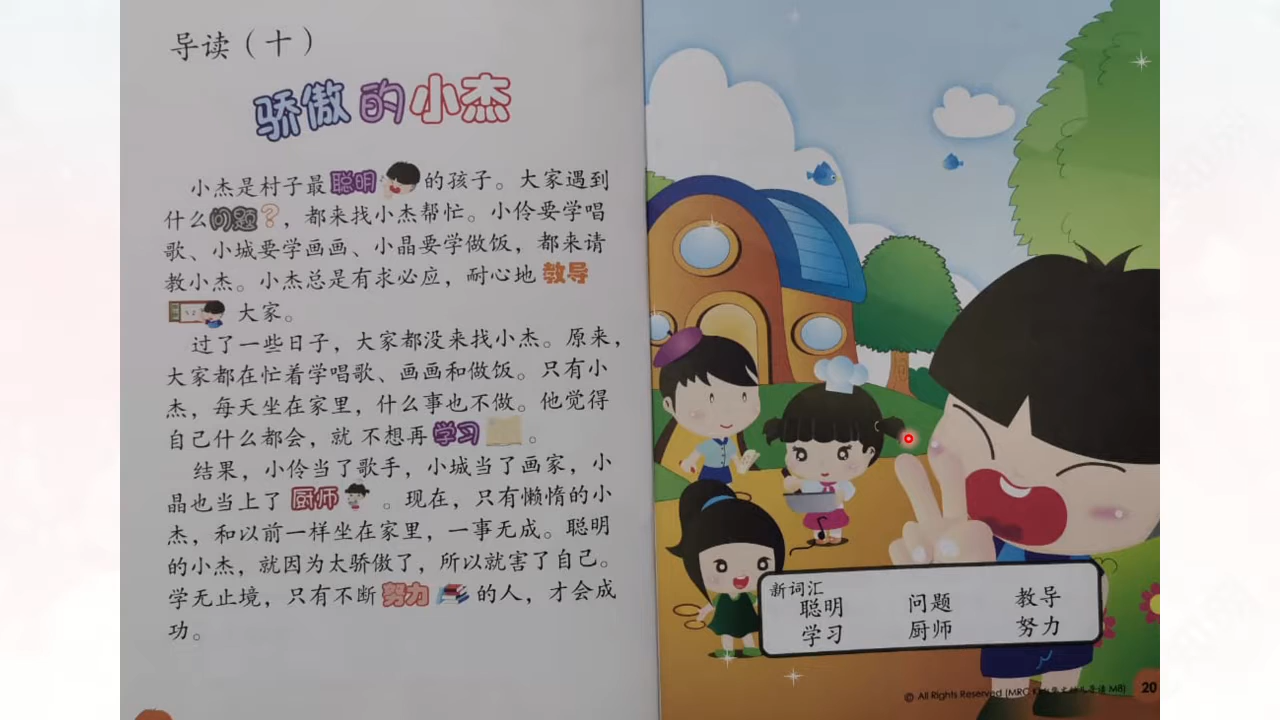 导读（十）
骄傲的小杰
小杰是村子最聪明的孩子。大家遇到
什么问题？，都来找小杰帮忙。小伶要学唱
歌、小城要学画画、小晶要学做饭，都来请
教小杰。小杰总是有求必应，耐心地 教导
大家。
过了一些日子，大家都没来找小杰。原来，
大家都在忙着学唱歌、画画和做饭。只有小
杰，每天坐在家里，什么事也不做。他觉得
自己什么都会，就 不想再学习。
结果，小伶当了歌手，小城当了画家，小
晶也当上了 厨师。现在，只有懒惰的小
杰，和以前一样坐在家里，一事无成。聪明
的小杰，就因为太骄傲了，所以就害了自己。
学无止境，只有不断努力的人，才会成
功。
新词汇
聪明 问题 教导
学习 厨师 努力
© All Rights Reserved (MRC
20